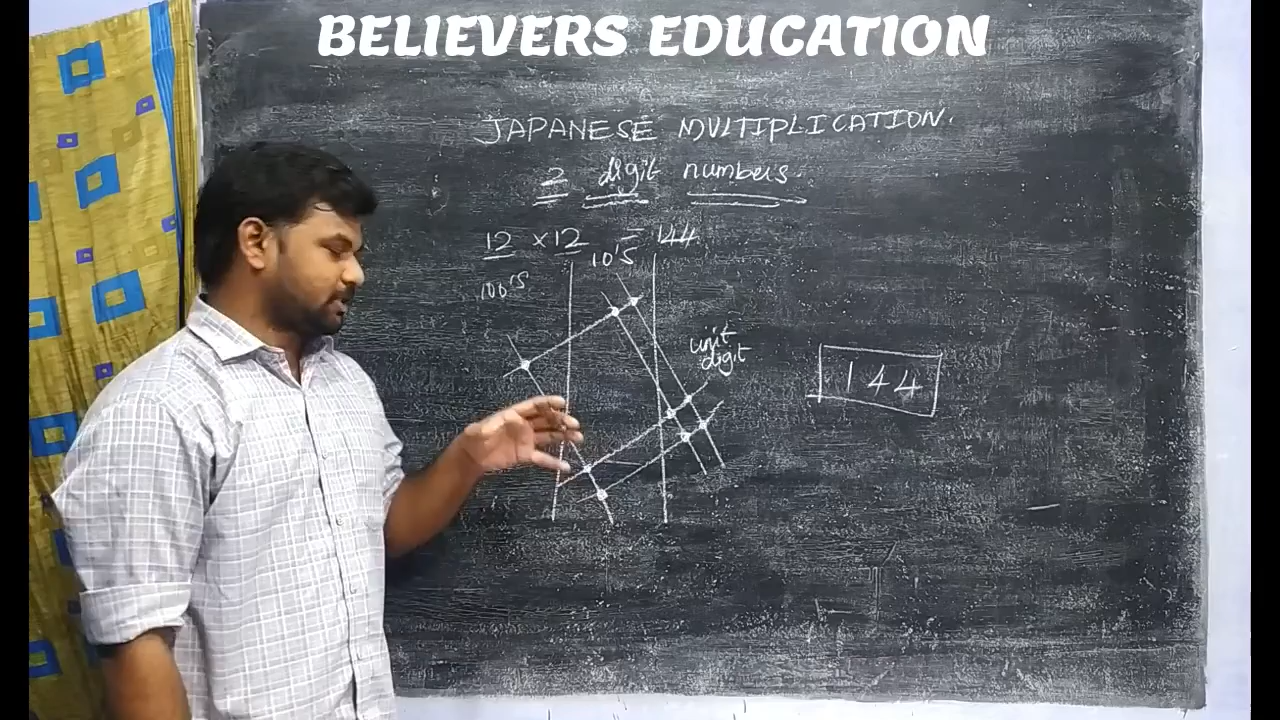 BELIEVERS EDUCATION
JAPANESE MULTIPLICATION.
2 digit numbers.
12 × 12 = 144
100's
10's
unit
digit
144